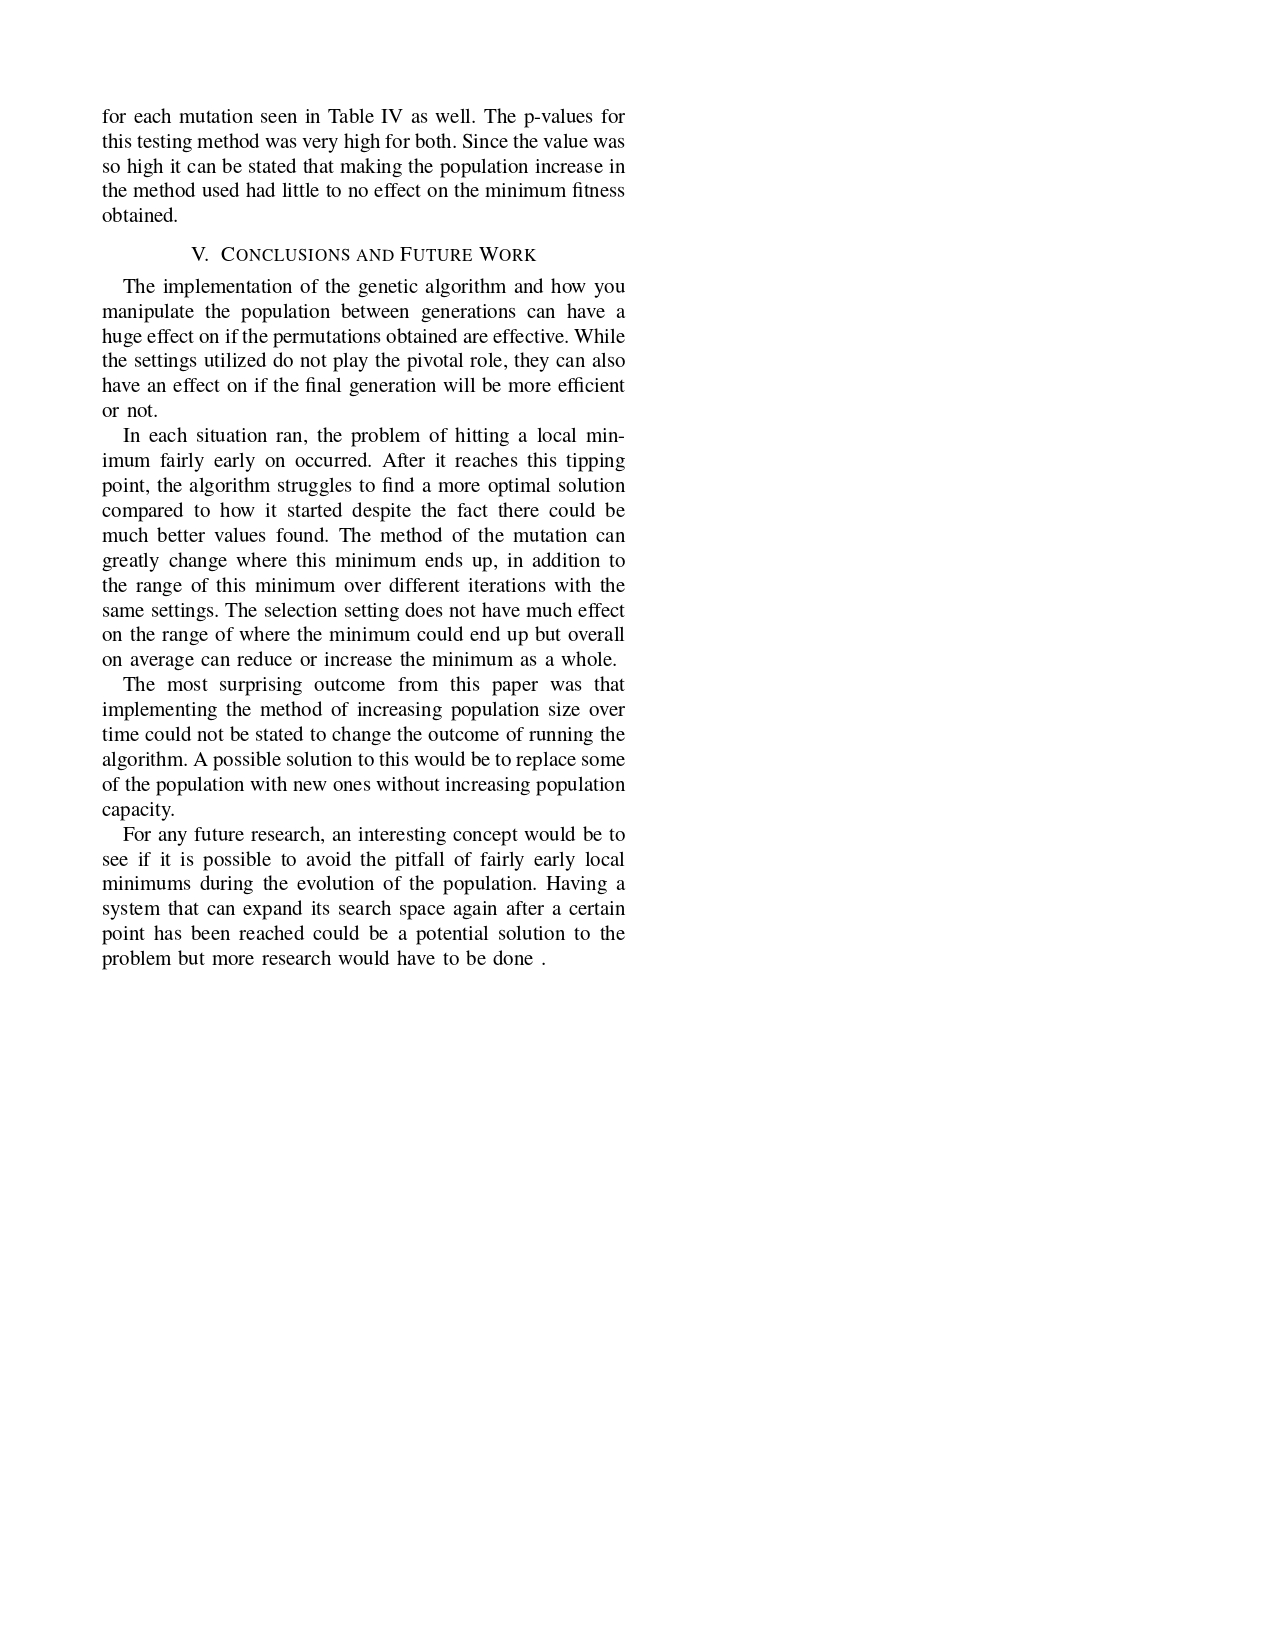 for each mutation seen in Table IV as well. The p-values for
this testing method was very high for both. Since the value was
so high it can be stated that making the population increase in
the method used had little to no effect on the minimum fitness
obtained.
V. CONCLUSIONS AND FUTURE WORK
The implementation of the genetic algorithm and how you
manipulate the population between generations can have a
huge effect on if the permutations obtained are effective. While
the settings utilized do not play the pivotal role, they can also
have an effect on if the final generation will be more efficient
or not.
In each situation ran, the problem of hitting a local min-
imum fairly early on occurred. After it reaches this tipping
point, the algorithm struggles to find a more optimal solution
compared to how it started despite the fact there could be
much better values found. The method of the mutation can
greatly change where this minimum ends up, in addition to
the range of this minimum over different iterations with the
same settings. The selection setting does not have much effect
on the range of where the minimum could end up but overall
on average can reduce or increase the minimum as a whole.
The most surprising outcome from this paper was that
implementing the method of increasing population size over
time could not be stated to change the outcome of running the
algorithm. A possible solution to this would be to replace some
of the population with new ones without increasing population
capacity.
For any future research, an interesting concept would be to
see if it is possible to avoid the pitfall of fairly early local
minimums during the evolution of the population. Having a
system that can expand its search space again after a certain
point has been reached could be a potential solution to the
problem but more research would have to be done .